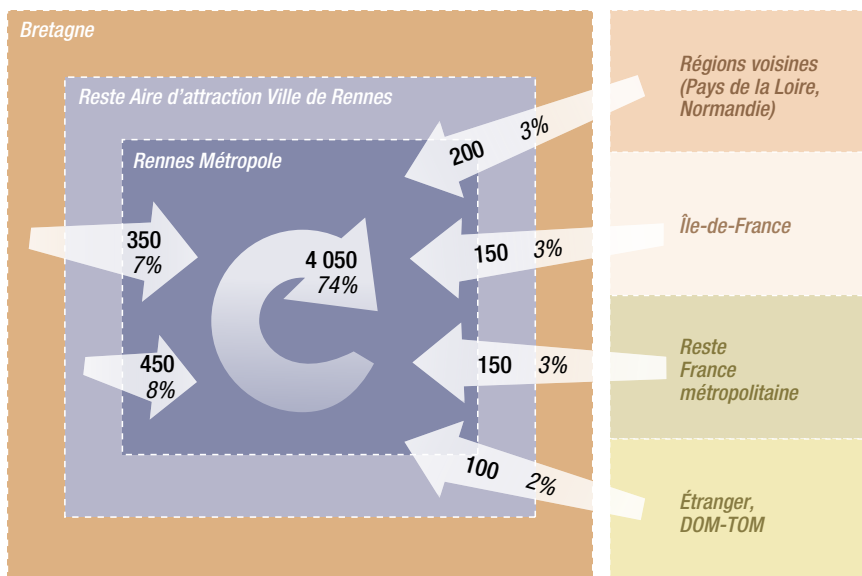 Bretagne
Reste Aire d'attraction Ville de Rennes
Rennes Métropole
350
7%
450
8%
4 050
74%
200 3%
150 3%
150 3%
100 2%
Régions voisines
(Pays de la Loire,
Normandie)
Île-de-France
Reste
France
métropolitaine
Étranger,
DOM-TOM